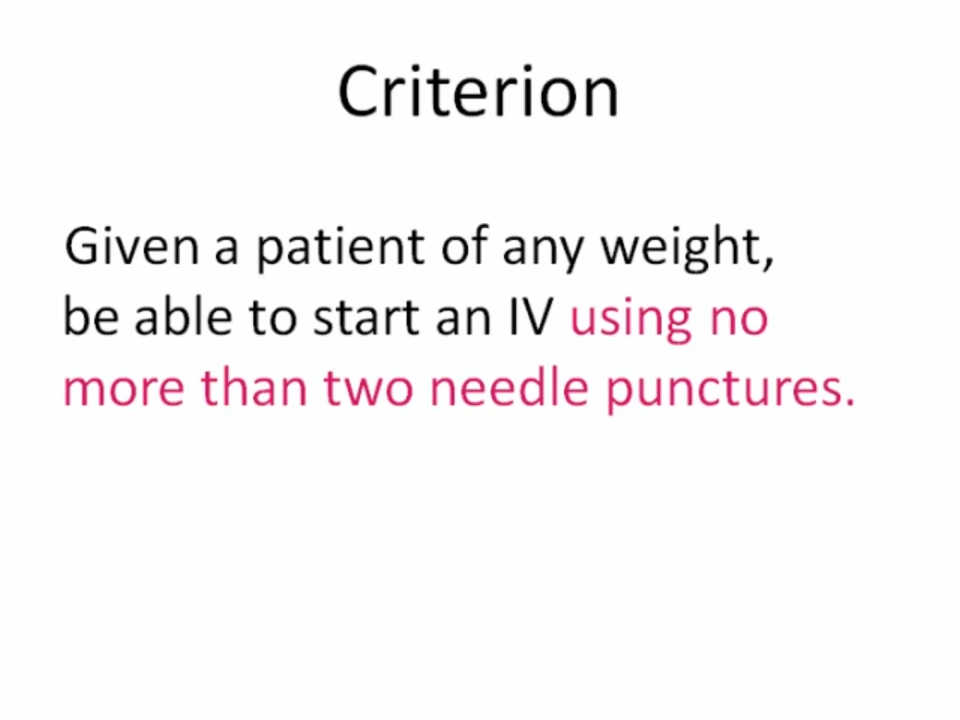 Criterion
Given a patient of any weight,
be able to start an IV using no
more than two needle punctures.